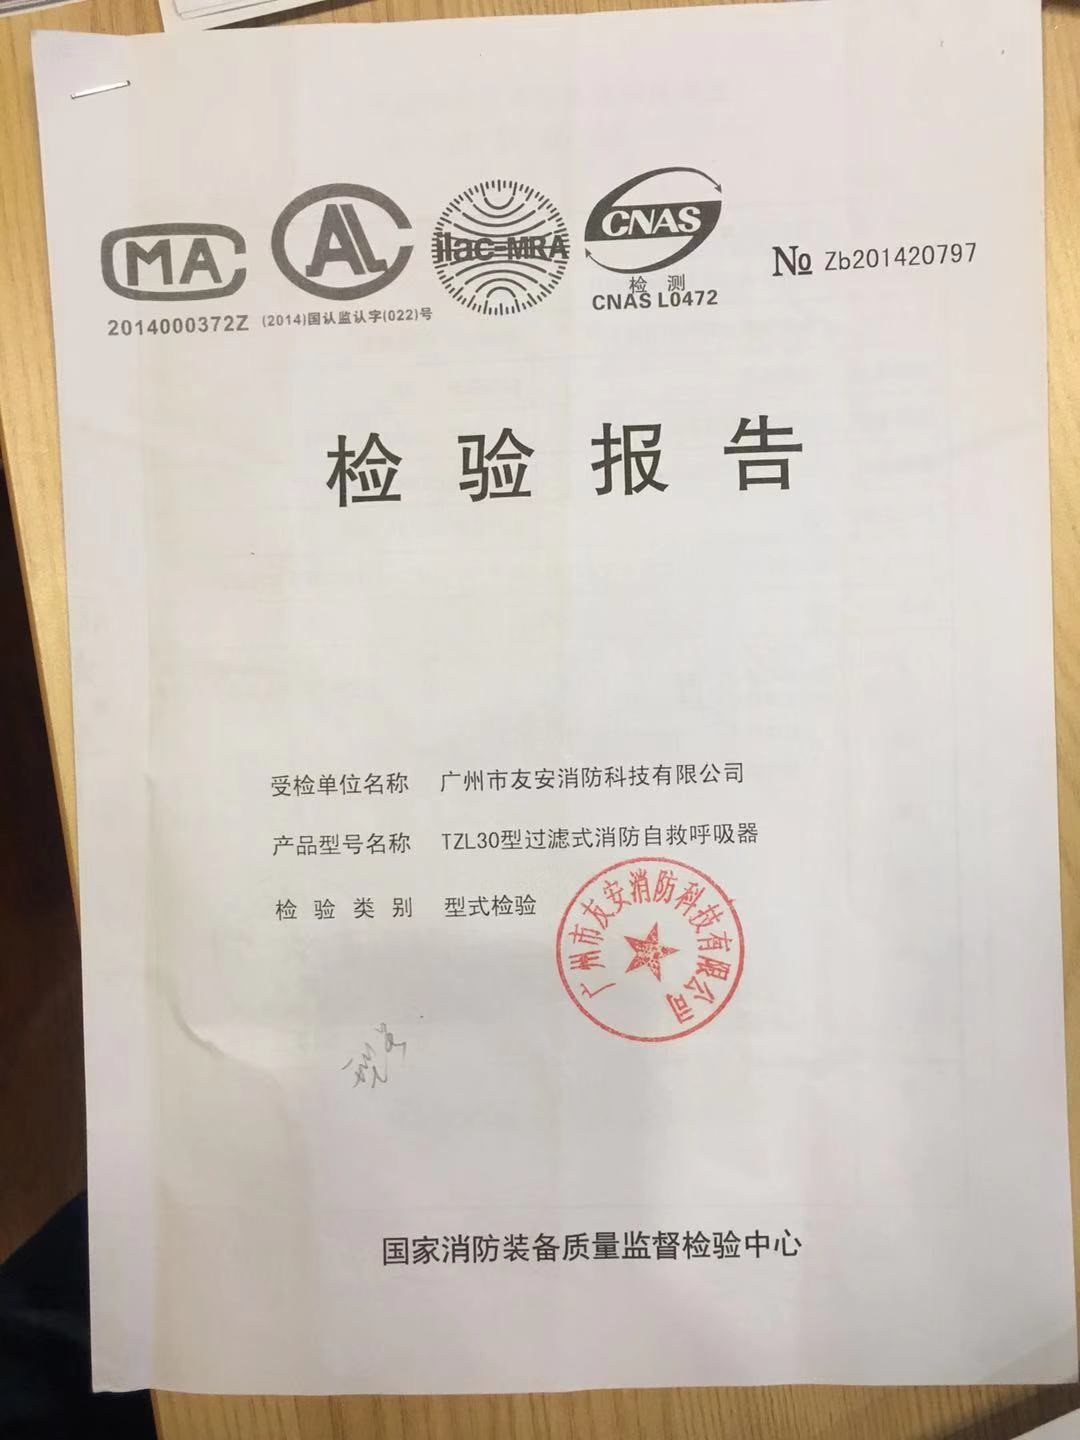 MA
2014000372Z
AL
(2014)国认监认字(022)号
ilac-MRA
CNAS
检 测
CNAS L0472
№ Zb201420797
检 验 报 告
受检单位名称 广州市友安消防科技有限公司
产品型号名称 TZL30型过滤式消防自救呼吸器
检 验 类 别 型式检验
广州市友安消防科技有限公司
国家消防装备质量监督检验中心